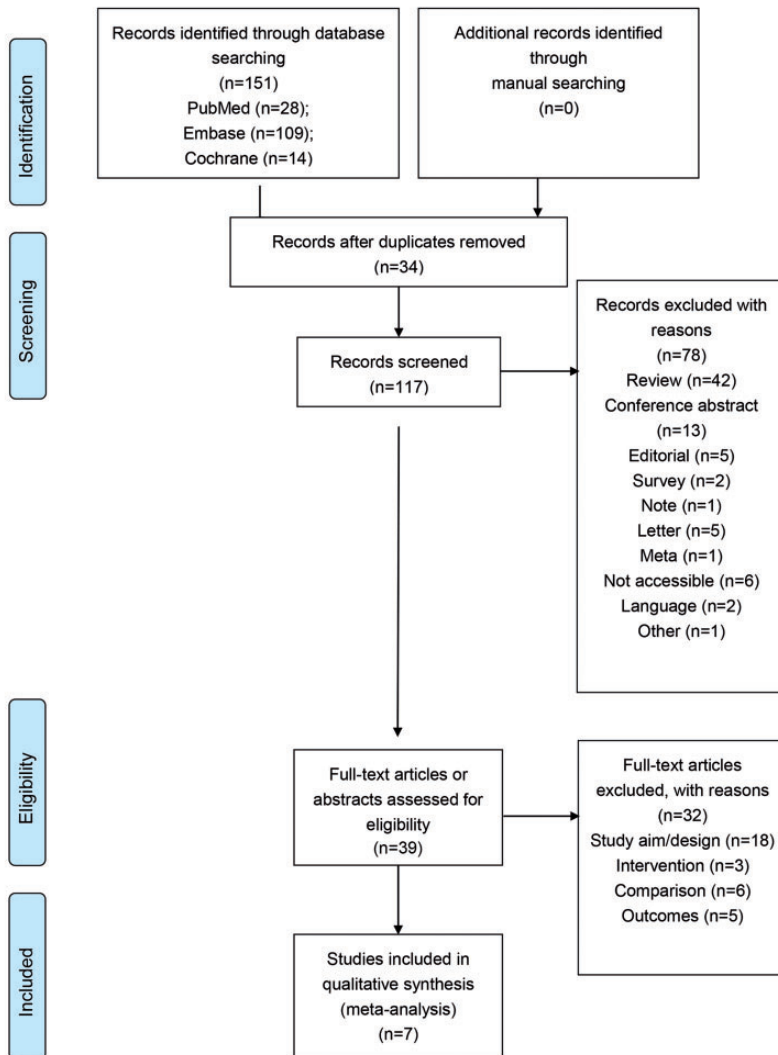 Identification
Records identified through database
searching
(n=151)
PubMed (n=28);
Embase (n=109);
Cochrane (n=14)
Additional records identified
through
manual searching
(n=0)
Screening
Records after duplicates removed
(n=34)
Records screened
(n=117)
Records excluded with
reasons
(n=78)
Review (n=42)
Conference abstract
(n=13)
Editorial (n=5)
Survey (n=2)
Note (n=1)
Letter (n=5)
Meta (n=1)
Not accessible (n=6)
Language (n=2)
Other (n=1)
Eligibility
Full-text articles or
abstracts assessed for
eligibility
(n=39)
Full-text articles
excluded, with reasons
(n=32)
Study aim/design (n=18)
Intervention (n=3)
Comparison (n=6)
Outcomes (n=5)
Included
Studies included in
qualitative synthesis
(meta-analysis)
(n=7)